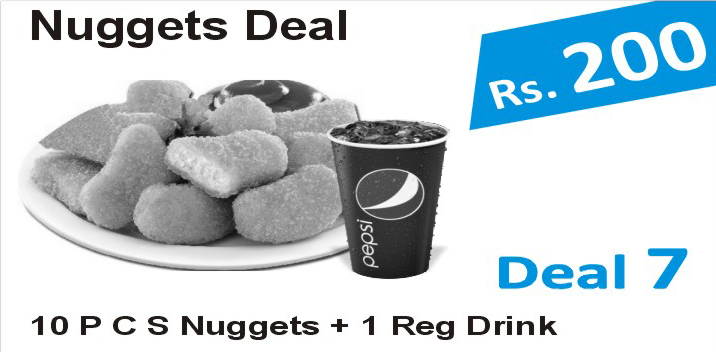 Nuggets Deal
Rs. 200
pepsi
Deal 7
10 P C S Nuggets + 1 Reg Drink